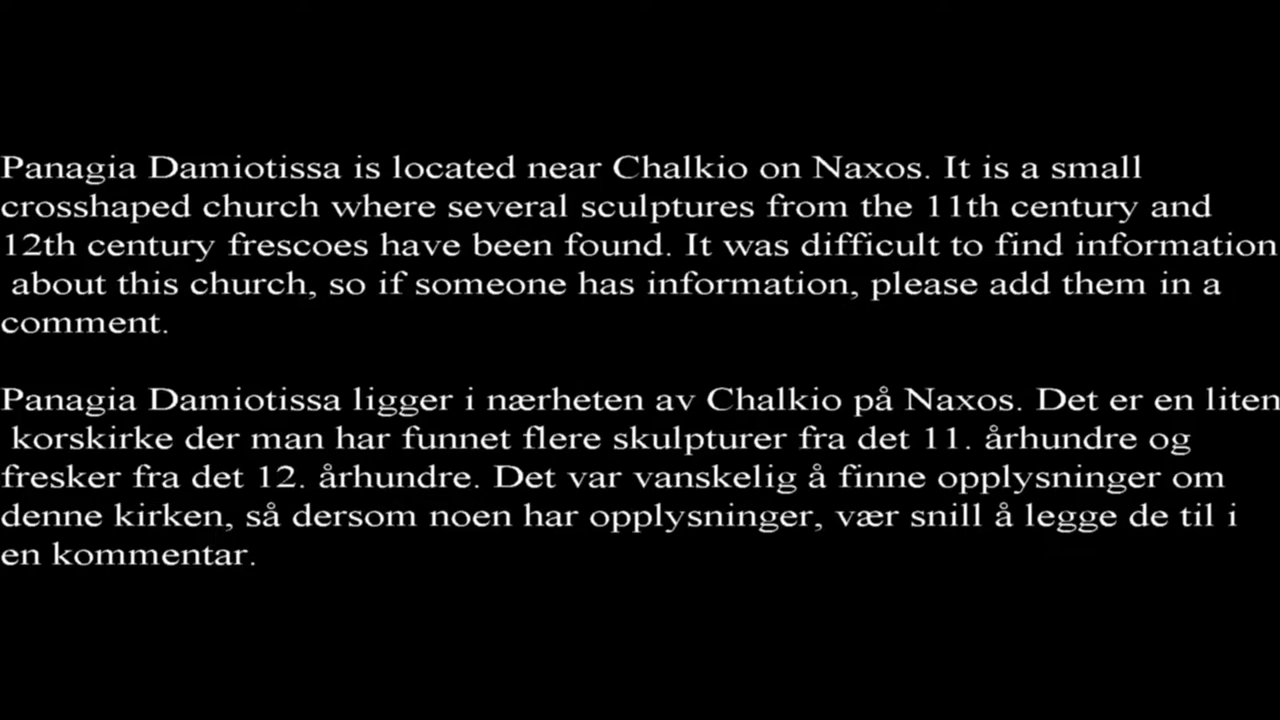 Panagia Damiotissa is located near Chalkio on Naxos. It is a small
crosshaped church where several sculptures from the 11th century and
12th century frescoes have been found. It was difficult to find information
about this church, so if someone has information, please add them in a
comment.
Panagia Damiotissa ligger i nærheten av Chalkio på Naxos. Det er en liten
korskirke der man har funnet flere skulpturer fra det 11. århundre og
fresker fra det 12. århundre. Det var vanskelig å finne opplysninger om
denne kirken, så dersom noen har opplysninger, vær snill å legge de til i
en kommentar.